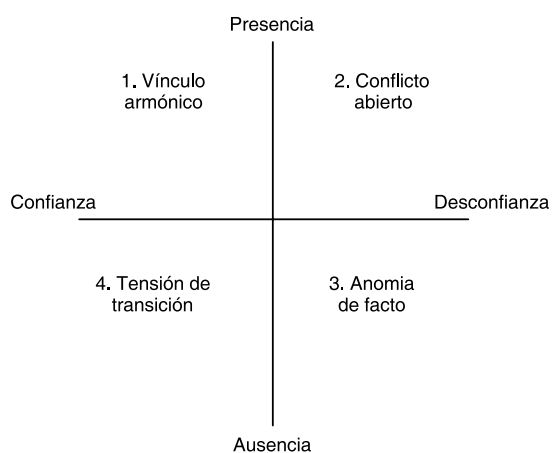 Presencia
1. Vínculo
armónico
2. Conflicto
abierto
Confianza
Desconfianza
4. Tensión de
transición
3. Anomia
de facto
Ausencia